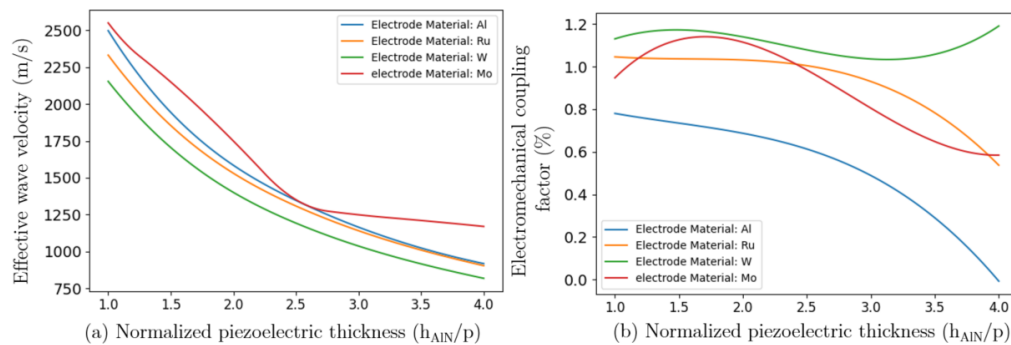 Effective wave velocity (m/s)
2500
2250
2000
1750
1500
1250
1000
750
Electrode Material: Al
Electrode Material: Ru
Electrode Material: W
electrode Material: Mo
1.0 1.5 2.0 2.5 3.0 3.5 4.0
(a) Normalized piezoelectric thickness (h_AlN/p)
Electromechanical coupling
factor (%)
1.2
1.0
0.8
0.6
0.4
0.2
0.0
Electrode Material: Al
Electrode Material: Ru
Electrode Material: W
electrode Material: Mo
1.0 1.5 2.0 2.5 3.0 3.5 4.0
(b) Normalized piezoelectric thickness (h_AlN/p)